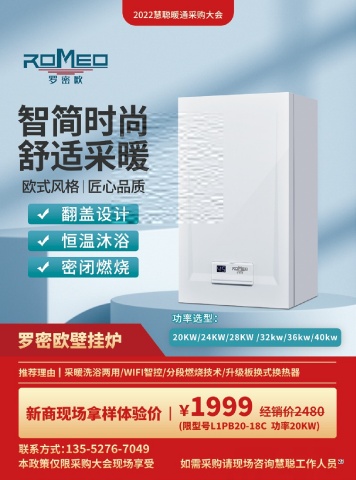 2022慧聪暖通采购大会
ROMEO
罗密欧
智简时尚
舒适采暖
欧式风格|匠心品质
翻盖设计
恒温沐浴
密闭燃烧
ROMEO
功率选型：
20KW/24KW/28KW /32kw/36kw/40kw
罗密欧壁挂炉
推荐理由 | 采暖洗浴两用/WIFI智控/分段燃烧技术/升级板换式换热器
新商现场拿样体验价 | ¥1999 经销价2480
(限型号L1PB20-18C 功率20KW)
联系方式：135-5276-7049
本政策仅限采购大会现场享受 如需采购请现场咨询慧聪工作人员